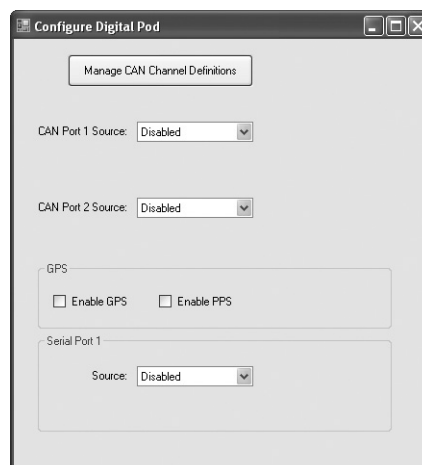 Configure Digital Pod
Manage CAN Channel Definitions
CAN Port 1 Source: Disabled
CAN Port 2 Source: Disabled
GPS
Enable GPS Enable PPS
Serial Port 1
Source: Disabled